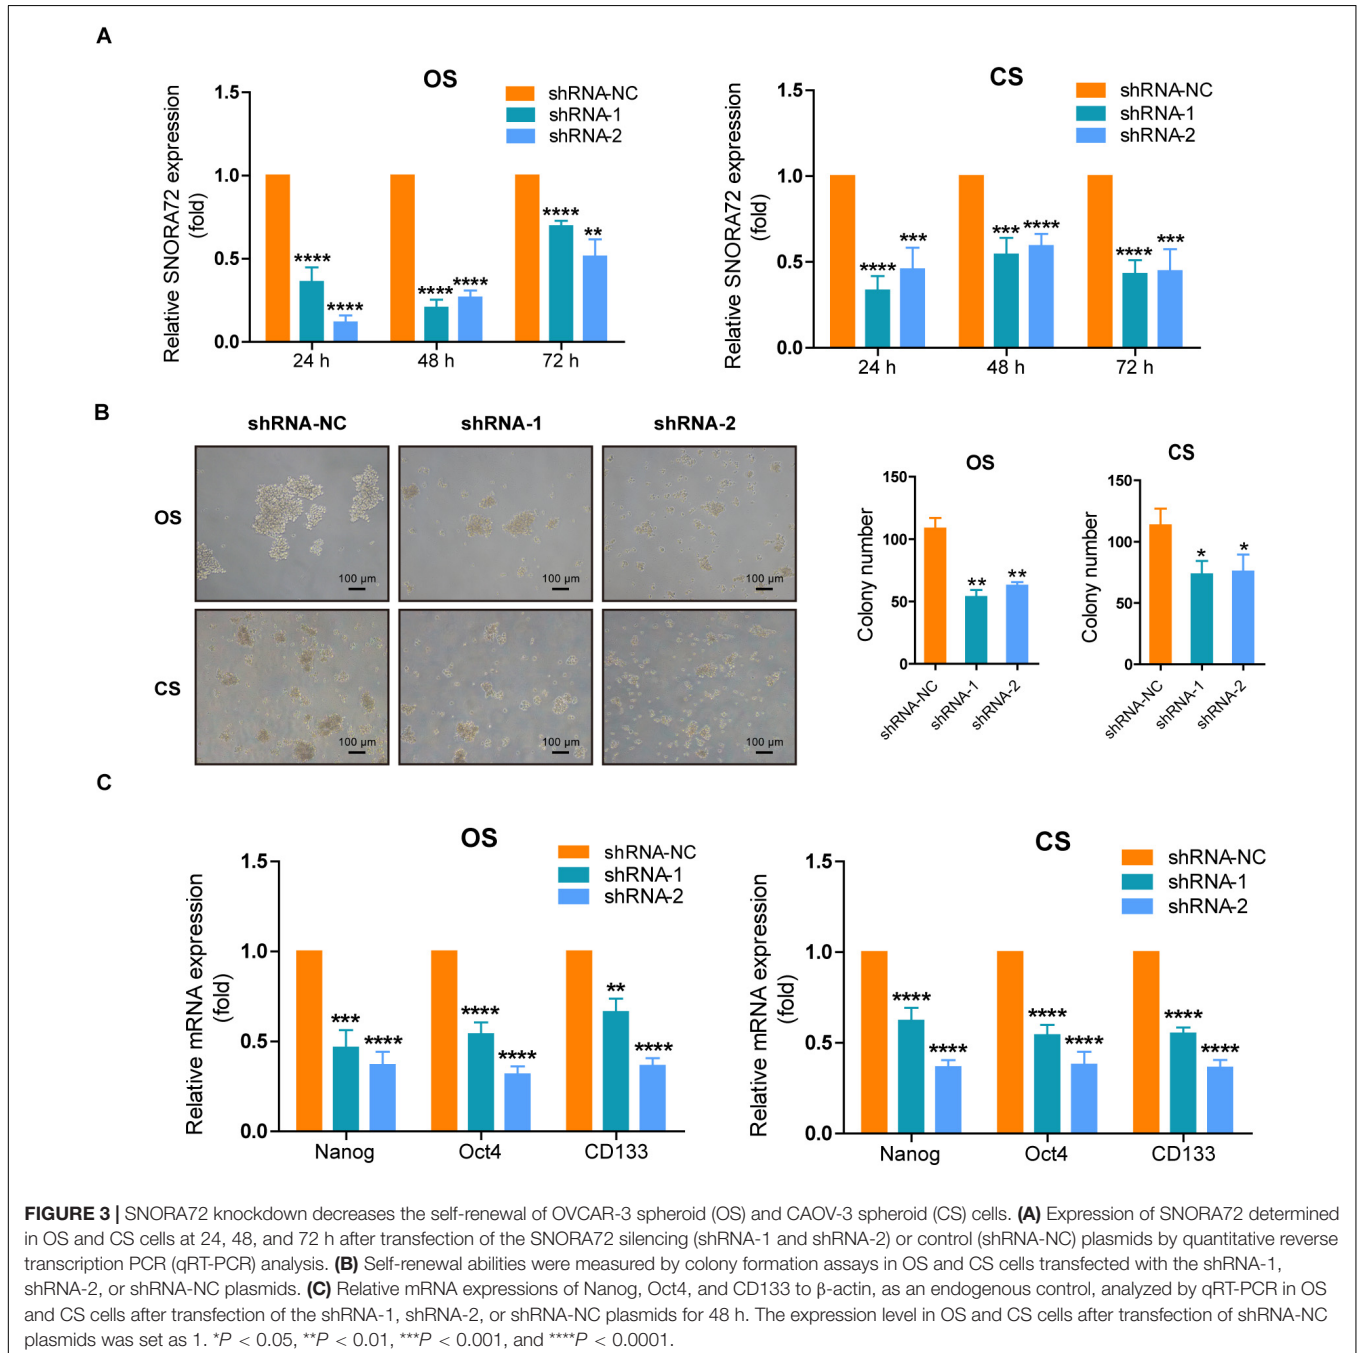 A
OS
shRNA-NC
shRNA-1
shRNA-2
Relative SNORA72 expression
(fold)
1.5
1.0
0.5
0.0
****
****
****
****
****
**
24 h
48 h
72 h
CS
shRNA-NC
shRNA-1
shRNA-2
Relative SNORA72 expression
(fold)
1.5
1.0
0.5
0.0
****
***
***
****
****
***
24 h
48 h
72 h
B
shRNA-NC
shRNA-1
shRNA-2
OS
100 µm
100 µm
100 µm
CS
100 µm
100 µm
100 µm
OS
Colony number
150
100
50
0
**
**
shRNA-NC
shRNA-1
shRNA-2
CS
Colony number
150
100
50
0
*
*
shRNA-NC
shRNA-1
shRNA-2
C
OS
shRNA-NC
shRNA-1
shRNA-2
Relative mRNA expression
(fold)
1.5
1.0
0.5
0.0
***
****
****
****
**
****
Nanog
Oct4
CD133
CS
shRNA-NC
shRNA-1
shRNA-2
Relative mRNA expression
(fold)
1.5
1.0
0.5
0.0
****
****
****
****
****
****
Nanog
Oct4
CD133
FIGURE 3 | SNORA72 knockdown decreases the self-renewal of OVCAR-3 spheroid (OS) and CAOV-3 spheroid (CS) cells. (A) Expression of SNORA72 determined
in OS and CS cells at 24, 48, and 72 h after transfection of the SNORA72 silencing (shRNA-1 and shRNA-2) or control (shRNA-NC) plasmids by quantitative reverse
transcription PCR (qRT-PCR) analysis. (B) Self-renewal abilities were measured by colony formation assays in OS and CS cells transfected with the shRNA-1,
shRNA-2, or shRNA-NC plasmids. (C) Relative mRNA expressions of Nanog, Oct4, and CD133 to β-actin, as an endogenous control, analyzed by qRT-PCR in OS
and CS cells after transfection of the shRNA-1, shRNA-2, or shRNA-NC plasmids for 48 h. The expression level in OS and CS cells after transfection of shRNA-NC
plasmids was set as 1. *P < 0.05, **P < 0.01, ***P < 0.001, and ****P < 0.0001.